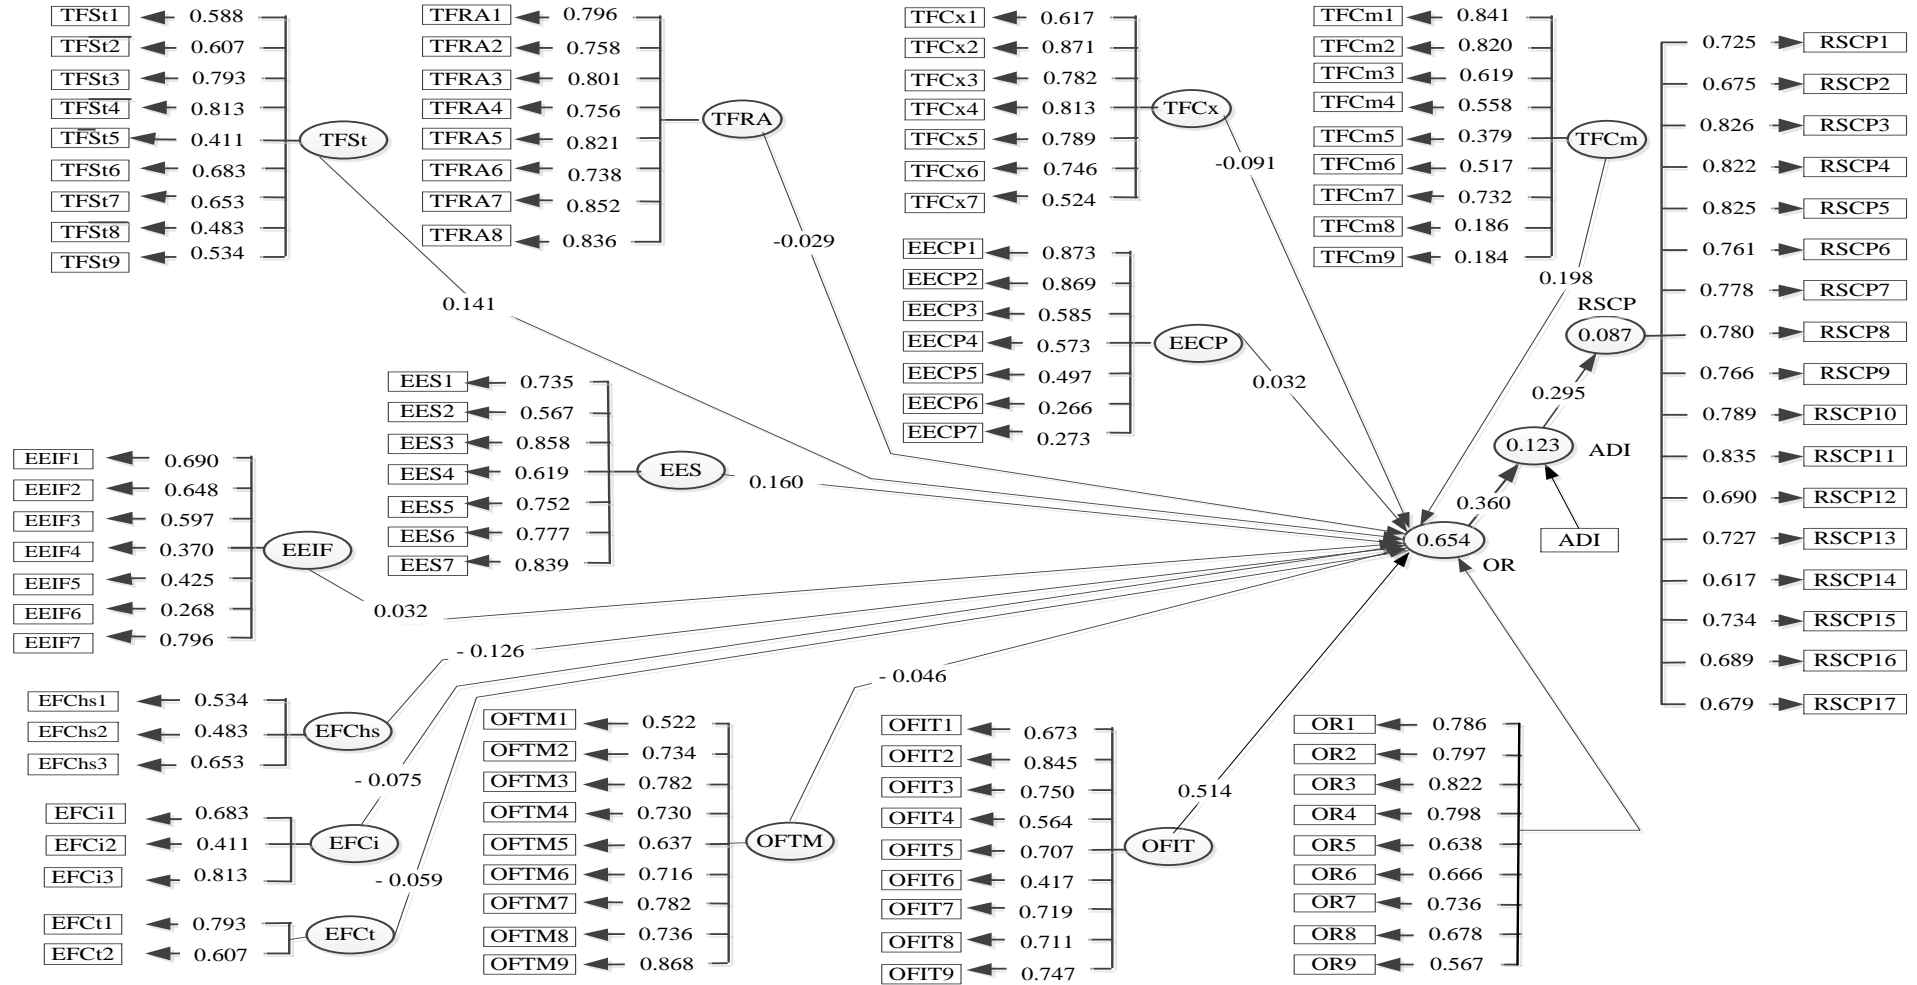 TFSt1 0.588
TFSt2 0.607
TFSt3 0.793
TFSt4 0.813
TFSt5 0.411
TFSt6 0.683
TFSt7 0.653
TFSt8 0.483
TFSt9 0.534
TFSt
0.141
TFRA1 0.796
TFRA2 0.758
TFRA3 0.801
TFRA4 0.756
TFRA5 0.821
TFRA6 0.738
TFRA7 0.852
TFRA8 0.836
TFRA
-0.029
TFCx1 0.617
TFCx2 0.871
TFCx3 0.782
TFCx4 0.813
TFCx5 0.789
TFCx6 0.746
TFCx7 0.524
TFCx
-0.091
TFCm1 0.841
TFCm2 0.820
TFCm3 0.619
TFCm4 0.558
TFCm5 0.379
TFCm6 0.517
TFCm7 0.732
TFCm8 0.186
TFCm9 0.184
TFCm
0.198
EECP1 0.873
EECP2 0.869
EECP3 0.585
EECP4 0.573
EECP5 0.497
EECP6 0.266
EECP7 0.273
EECP
0.032
EES1 0.735
EES2 0.567
EES3 0.858
EES4 0.619
EES5 0.752
EES6 0.777
EES7 0.839
EES
0.160
EEIF1 0.690
EEIF2 0.648
EEIF3 0.597
EEIF4 0.370
EEIF5 0.425
EEIF6 0.268
EEIF7 0.796
EEIF
0.032
EFChs1 0.534
EFChs2 0.483
EFChs3 0.653
EFChs
- 0.126
EFCi1 0.683
EFCi2 0.411
EFCi3 0.813
EFCi
- 0.075
EFCt1 0.793
EFCt2 0.607
EFCt
- 0.059
OFTM1 0.522
OFTM2 0.734
OFTM3 0.782
OFTM4 0.730
OFTM5 0.637
OFTM6 0.716
OFTM7 0.782
OFTM8 0.736
OFTM9 0.868
OFTM
- 0.046
OFIT1 0.673
OFIT2 0.845
OFIT3 0.750
OFIT4 0.564
OFIT5 0.707
OFIT6 0.417
OFIT7 0.719
OFIT8 0.711
OFIT9 0.747
OFIT
0.514
OR1 0.786
OR2 0.797
OR3 0.822
OR4 0.798
OR5 0.638
OR6 0.666
OR7 0.736
OR8 0.678
OR9 0.567
0.654
OR
0.360
0.123
ADI
ADI
0.295
RSCP
0.087
0.725 RSCP1
0.675 RSCP2
0.826 RSCP3
0.822 RSCP4
0.825 RSCP5
0.761 RSCP6
0.778 RSCP7
0.780 RSCP8
0.766 RSCP9
0.789 RSCP10
0.835 RSCP11
0.690 RSCP12
0.727 RSCP13
0.617 RSCP14
0.734 RSCP15
0.689 RSCP16
0.679 RSCP17